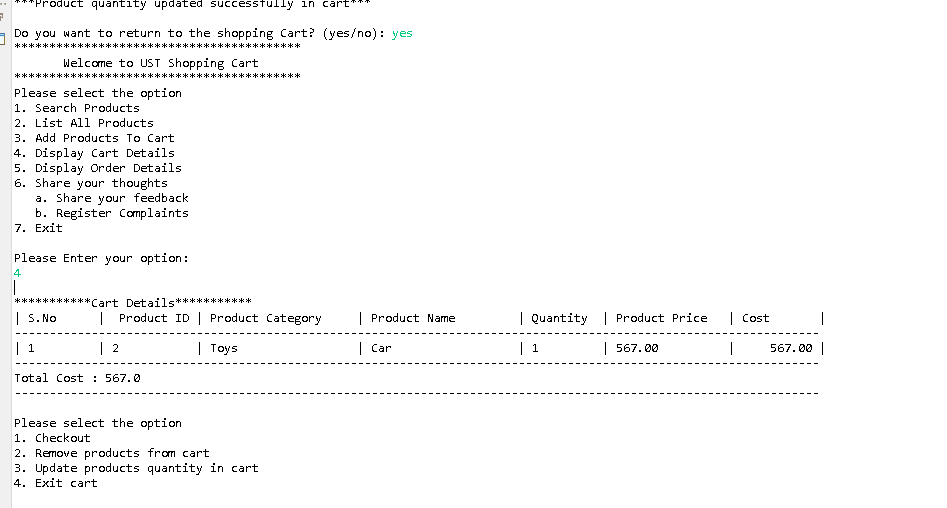 ***Product quantity updated successfully in cart***
Do you want to return to the shopping Cart? (yes/no): yes
*****************************************
Welcome to UST Shopping Cart
*****************************************
Please select the option
1. Search Products
2. List All Products
3. Add Products To Cart
4. Display Cart Details
5. Display Order Details
6. Share your thoughts
a. Share your feedback
b. Register Complaints
7. Exit
Please Enter your option:
4
***********Cart Details***********
| S.No | Product ID | Product Category | Product Name | Quantity | Product Price | Cost |
-------------------------------------------------------------------------------------------------------------------
| 1 | 2 | Toys | Car | 1 | 567.00 | 567.00 |
-------------------------------------------------------------------------------------------------------------------
Total Cost : 567.0
-------------------------------------------------------------------------------------------------------------------
Please select the option
1. Checkout
2. Remove products from cart
3. Update products quantity in cart
4. Exit cart